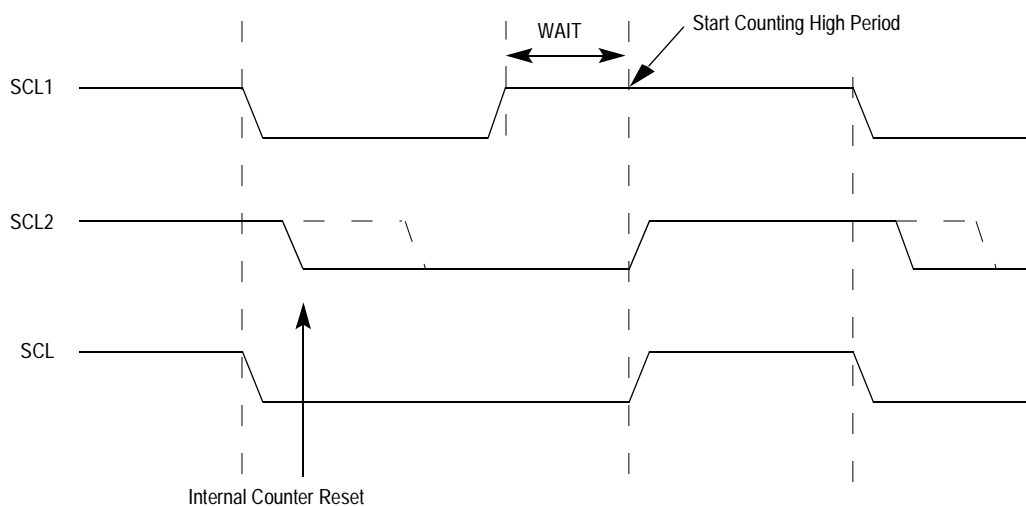 WAIT
Start Counting High Period
SCL1
SCL2
SCL
Internal Counter Reset